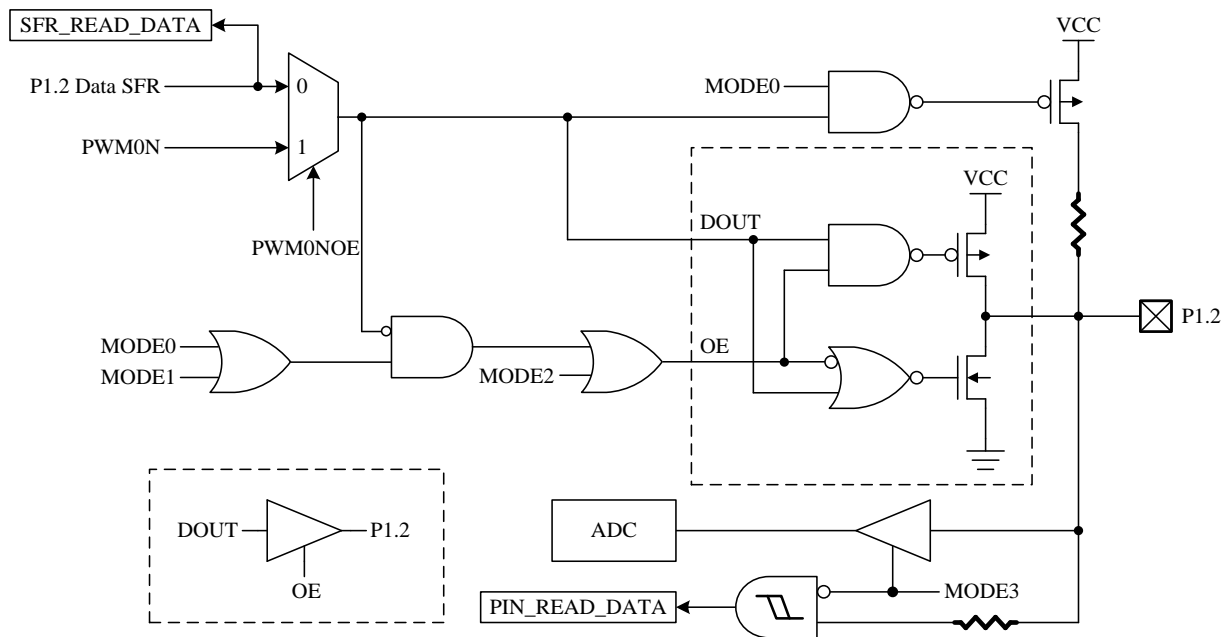 SFR_READ_DATA
VCC
P1.2 Data SFR
0
MODE0
PWM0N
1
VCC
DOUT
PWM0NOE
P1.2
MODE0
OE
MODE1
MODE2
DOUT
P1.2
ADC
OE
MODE3
PIN_READ_DATA